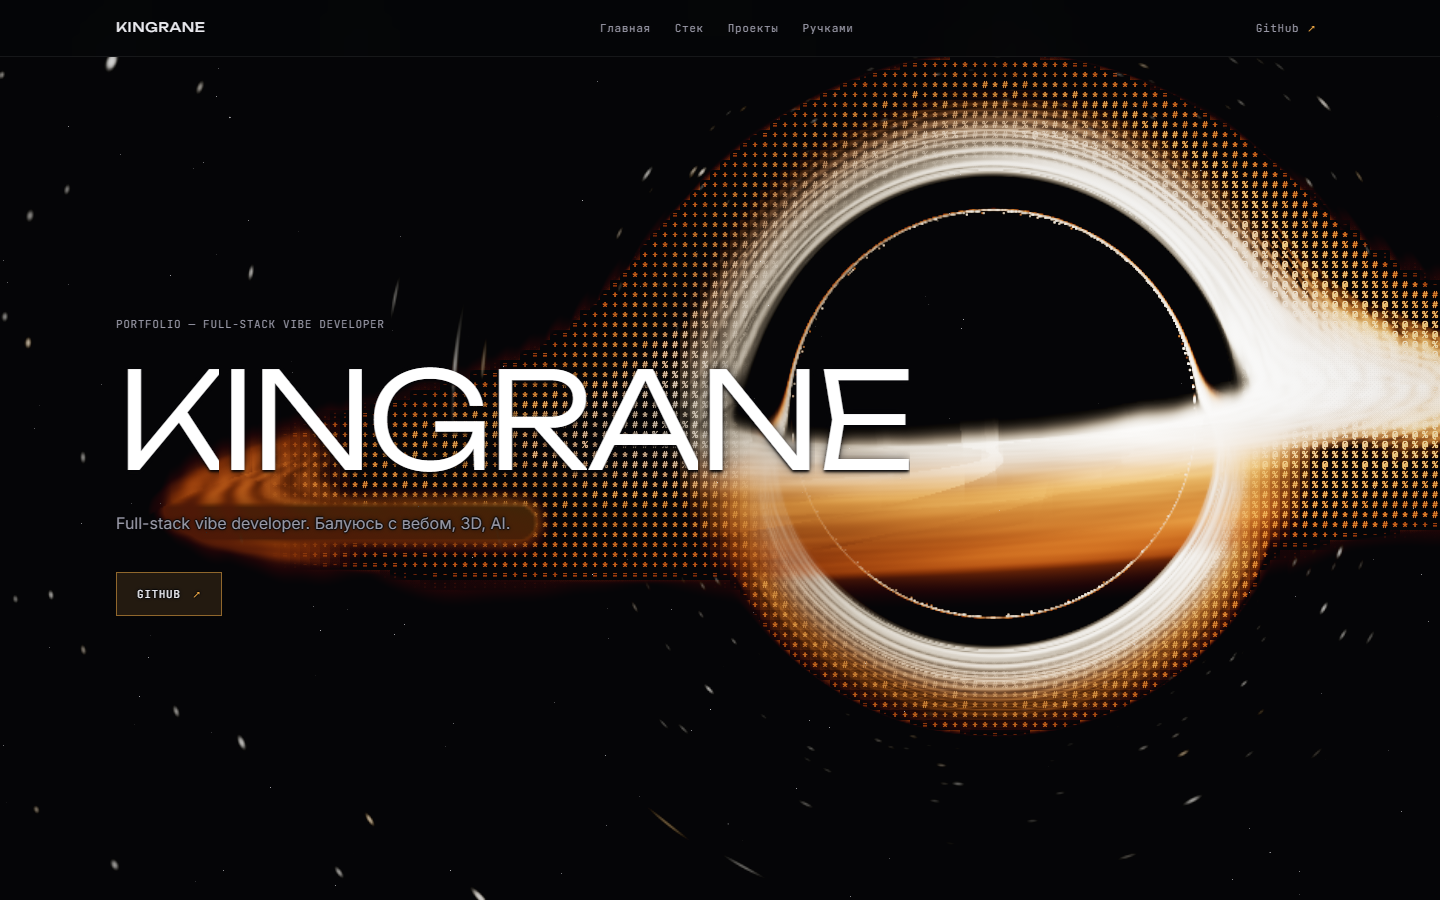 KINGRANE
Главная Стек Проекты Ручками
GitHub ↗
PORTFOLIO — FULL-STACK VIBE DEVELOPER
KINGRANE
Full-stack vibe developer. Балуюсь с вебом, 3D, AI.
GITHUB ↗